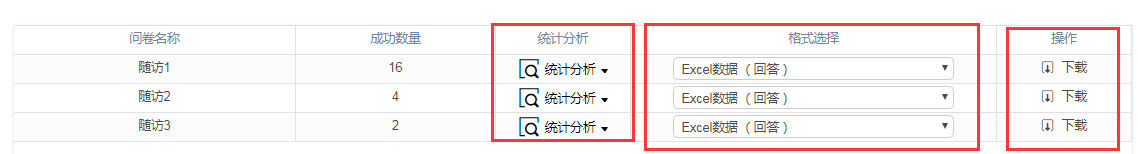 问卷名称 成功数量 统计分析 格式选择 操作
随访1 16 统计分析 Excel数据（回答） 下载
随访2 4 统计分析 Excel数据（回答） 下载
随访3 2 统计分析 Excel数据（回答） 下载